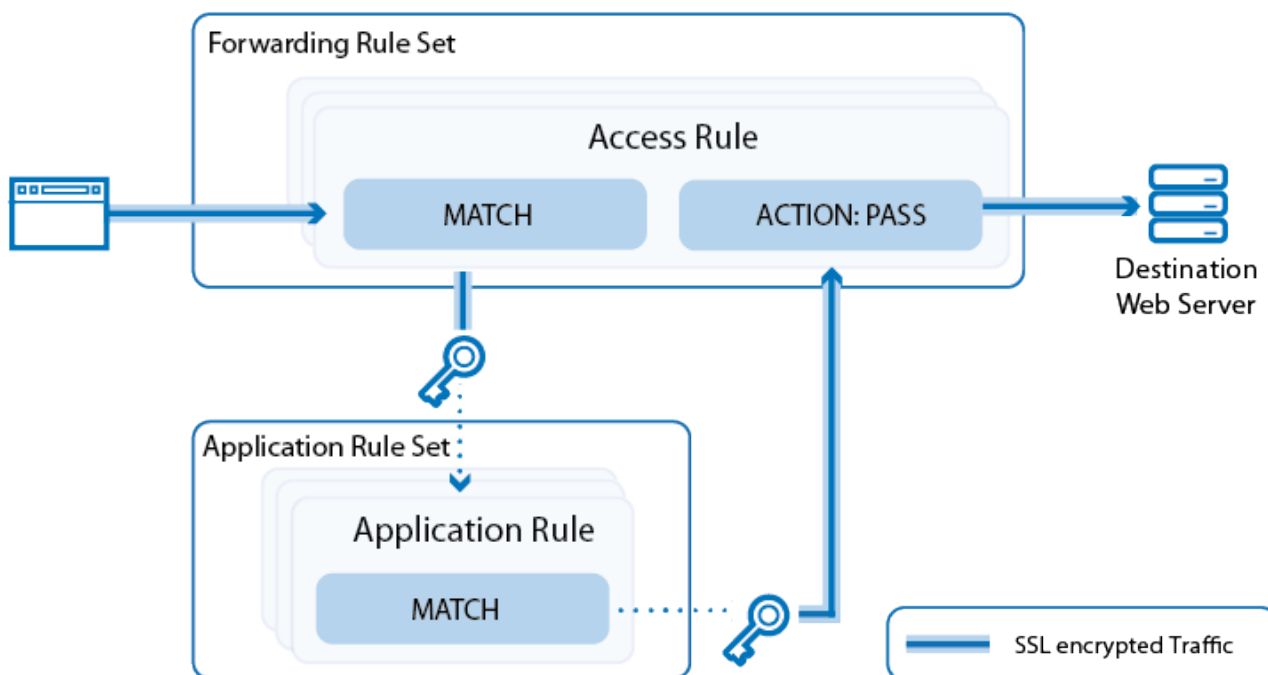 Forwarding Rule Set
Access Rule
MATCH
ACTION: PASS
Destination
Web Server
Application Rule Set
Application Rule
MATCH
SSL encrypted Traffic